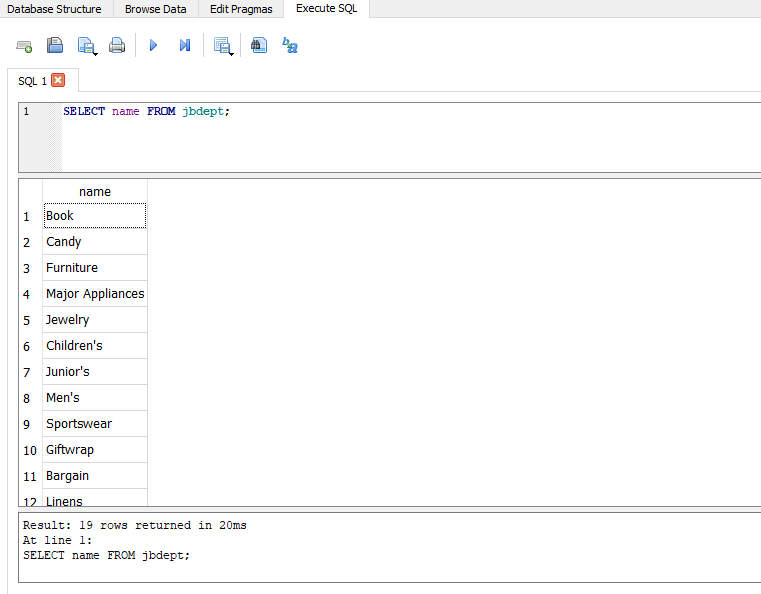 Database Structure Browse Data Edit Pragmas Execute SQL
SQL 1
1 SELECT name FROM jbdept;
name
1 Book
2 Candy
3 Furniture
4 Major Appliances
5 Jewelry
6 Children's
7 Junior's
8 Men's
9 Sportswear
10 Giftwrap
11 Bargain
12 Linens
Result: 19 rows returned in 20ms
At line 1:
SELECT name FROM jbdept;